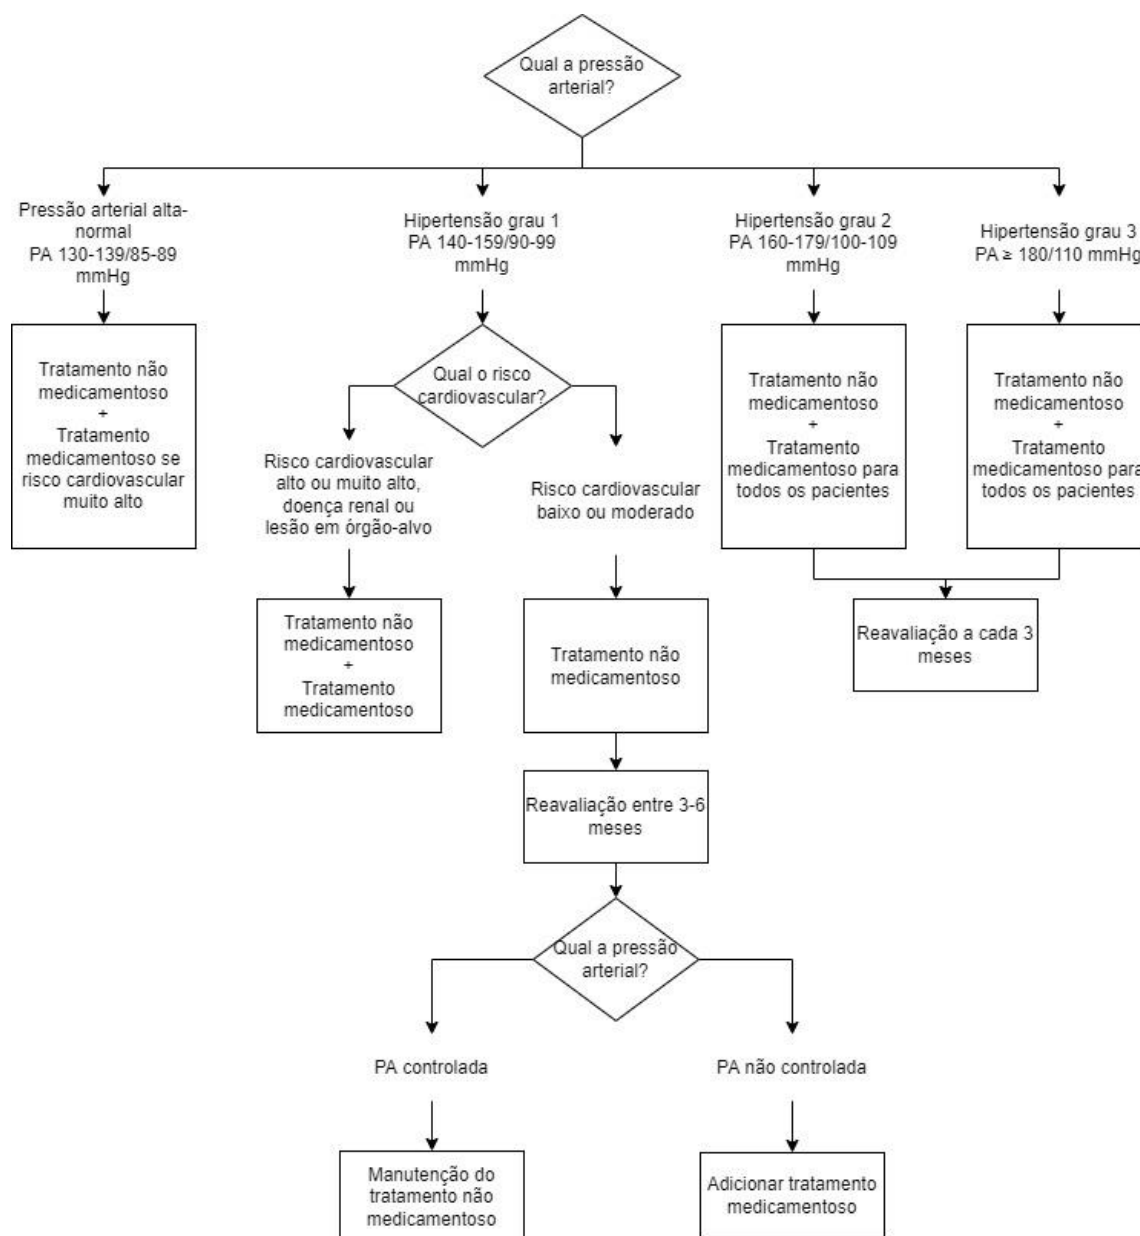 Qual a pressão
arterial?
Pressão arterial alta-
normal
PA 130-139/85-89
mmHg
Hipertensão grau 1
PA 140-159/90-99
mmHg
Hipertensão grau 2
PA 160-179/100-109
mmHg
Hipertensão grau 3
PA ≥ 180/110 mmHg
Tratamento não
medicamentoso
+
Tratamento
medicamentoso se
risco cardiovascular
muito alto
Qual o risco
cardiovascular?
Tratamento não
medicamentoso
+
Tratamento
medicamentoso para
todos os pacientes
Tratamento não
medicamentoso
+
Tratamento
medicamentoso para
todos os pacientes
Risco cardiovascular
alto ou muito alto,
doença renal ou
lesão em órgão-alvo
Risco cardiovascular
baixo ou moderado
Tratamento não
medicamentoso
+
Tratamento
medicamentoso
Tratamento não
medicamentoso
Reavaliação a cada 3
meses
Reavaliação entre 3-6
meses
Qual a pressão
arterial?
PA controlada
PA não controlada
Manutenção do
tratamento não
medicamentoso
Adicionar tratamento
medicamentoso